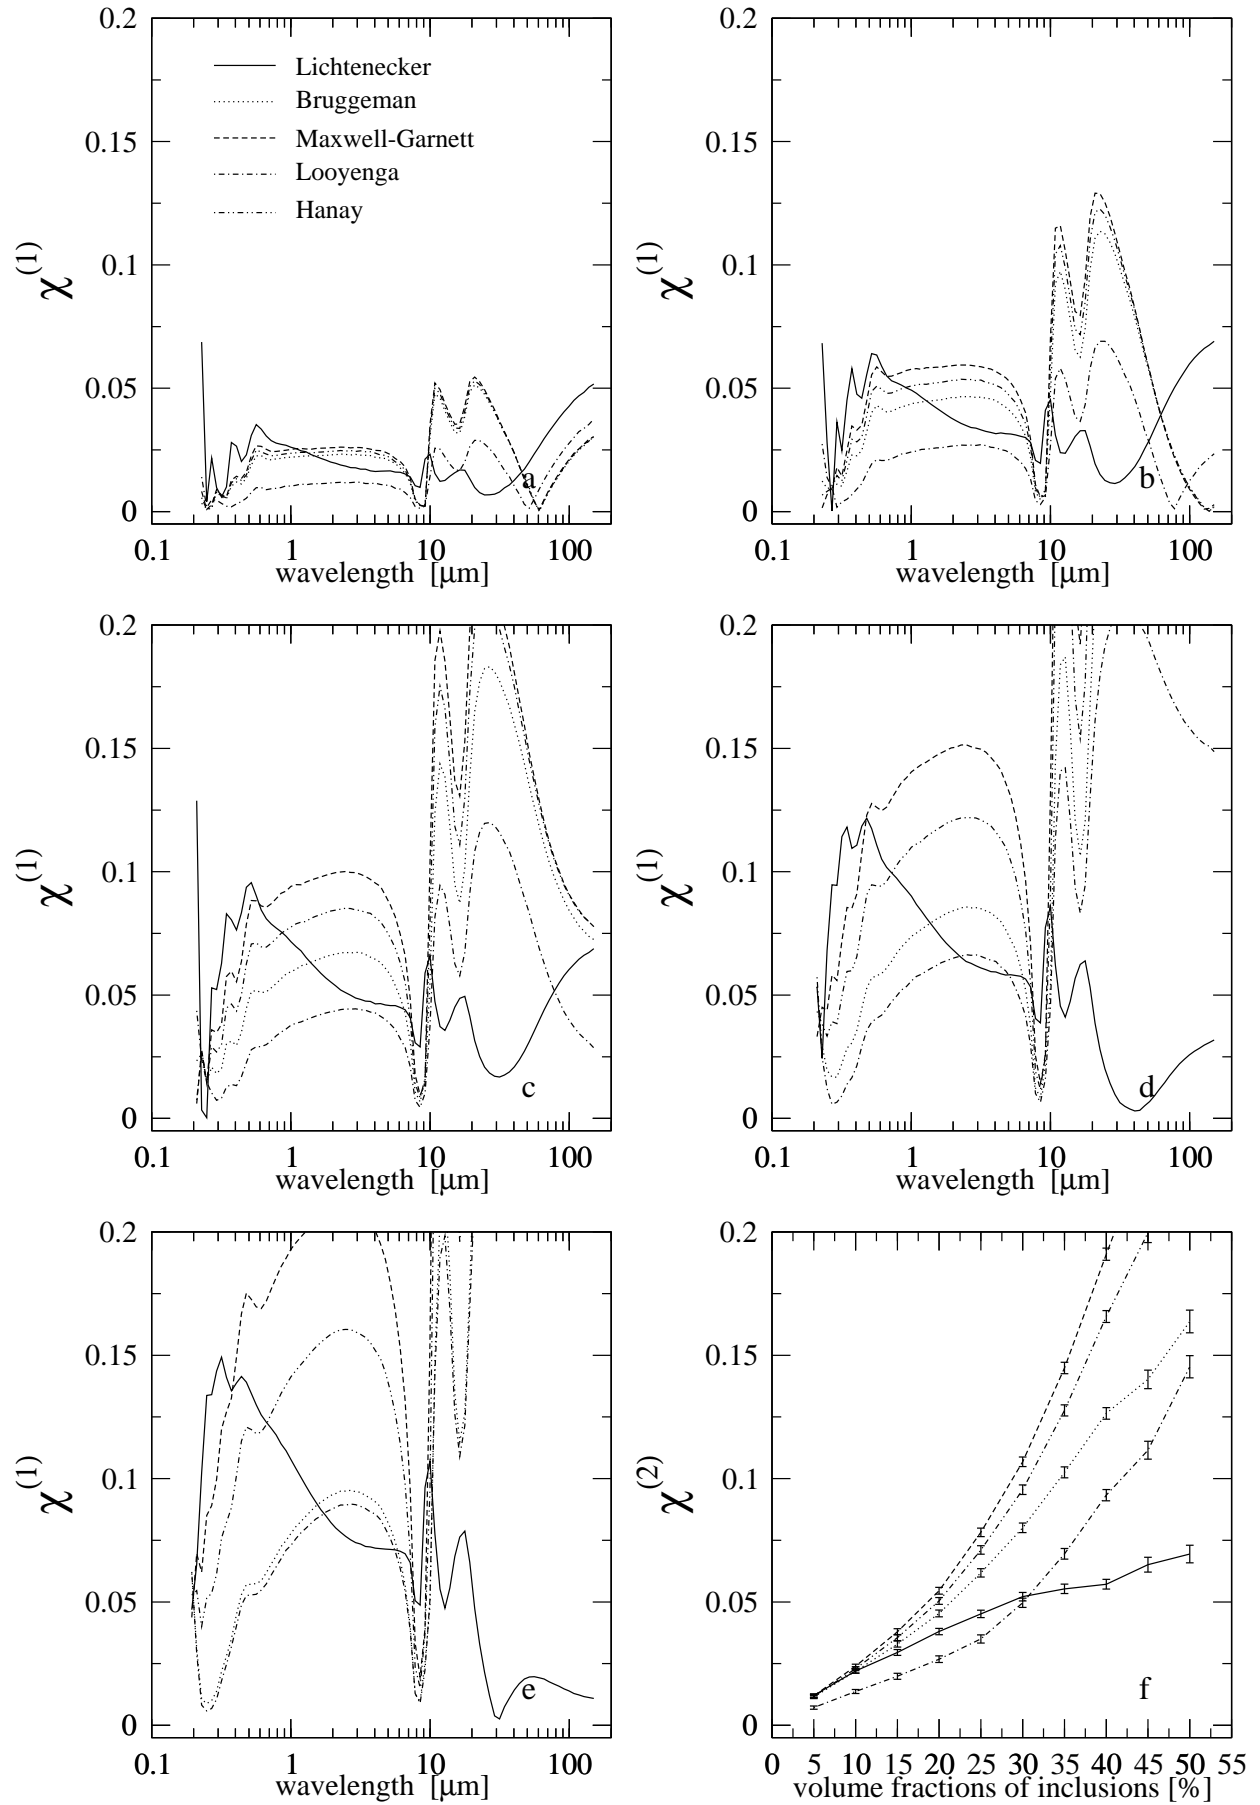 0.2
0.15
0.1
0.05
0
χ(1)
Lichtenecker
Bruggeman
Maxwell-Garnett
Looyenga
Hanay
a
0.1 1 10 100
wavelength [μm]
0.2
0.15
0.1
0.05
0
χ(1)
b
0.1 1 10 100
wavelength [μm]
0.2
0.15
0.1
0.05
0
χ(1)
c
0.1 1 10 100
wavelength [μm]
0.2
0.15
0.1
0.05
0
χ(1)
d
0.1 1 10 100
wavelength [μm]
0.2
0.15
0.1
0.05
0
χ(1)
e
0.1 1 10 100
wavelength [μm]
0.2
0.15
0.1
0.05
0
χ(2)
f
0 5 10 15 20 25 30 35 40 45 50 55
volume fractions of inclusions [%]